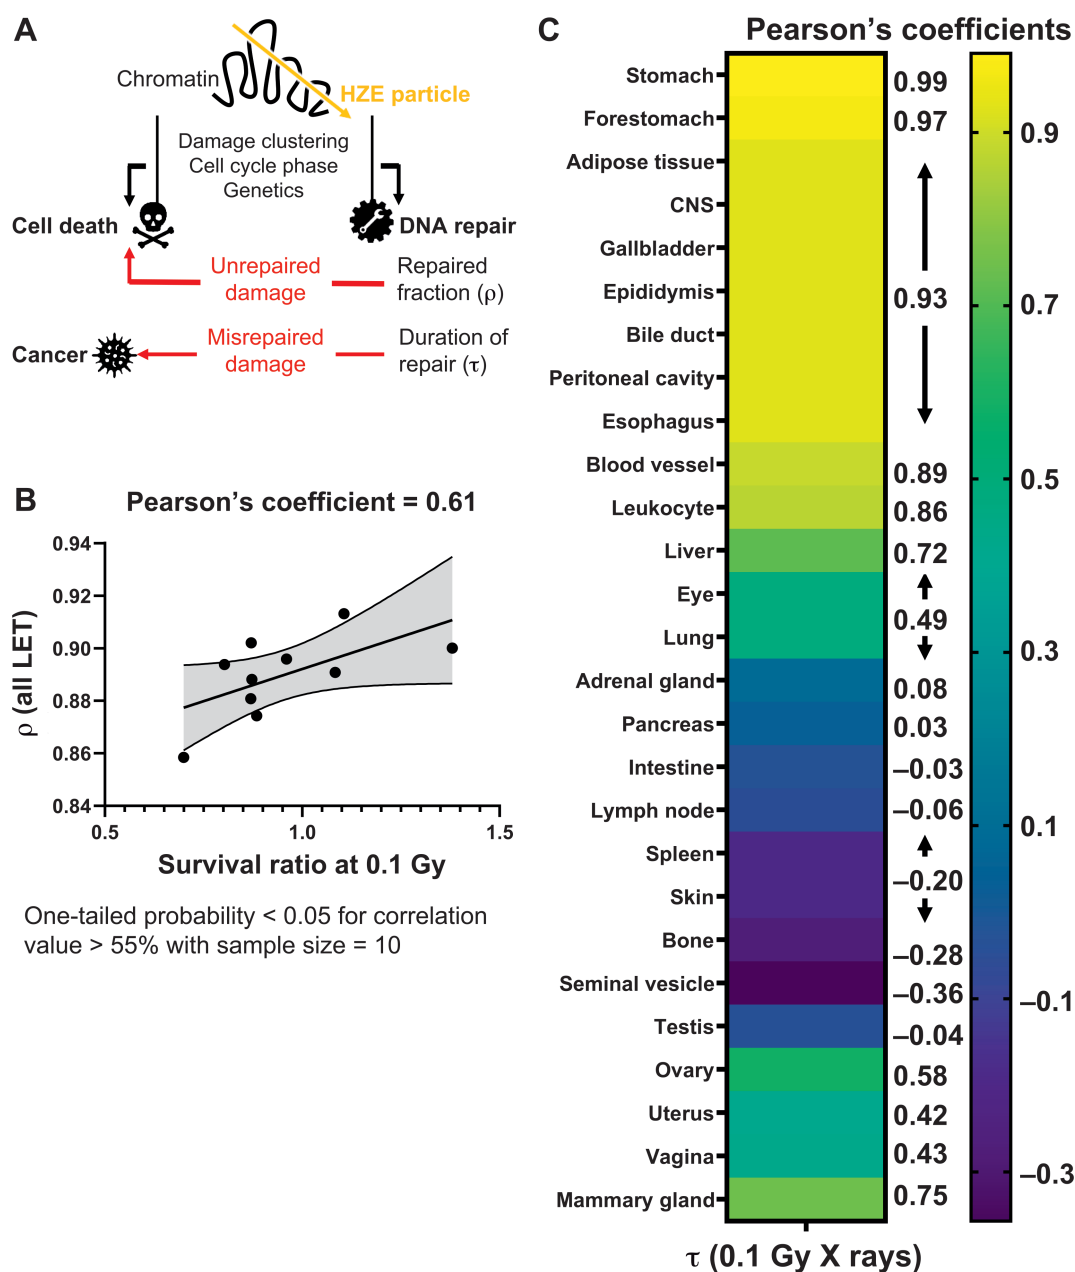 A
Chromatin
HZE particle
Damage clustering
Cell cycle phase
Genetics
Cell death
DNA repair
Unrepaired
damage
Repaired
fraction (ρ)
Cancer
Misrepaired
damage
Duration of
repair (τ)
B
Pearson’s coefficient = 0.61
ρ (all LET)
0.94
0.92
0.90
0.88
0.86
0.84
0.5
1.0
1.5
Survival ratio at 0.1 Gy
One-tailed probability < 0.05 for correlation
value > 55% with sample size = 10
C
Pearson’s coefficients
Stomach 0.99
Forestomach 0.97
Adipose tissue
CNS
Gallbladder
Epididymis 0.93
Bile duct
Peritoneal cavity
Esophagus
Blood vessel 0.89
Leukocyte 0.86
Liver 0.72
Eye
0.49
Lung
Adrenal gland 0.08
Pancreas 0.03
Intestine –0.03
Lymph node –0.06
Spleen
–0.20
Skin
Bone –0.28
Seminal vesicle –0.36
Testis –0.04
Ovary 0.58
Uterus 0.42
Vagina 0.43
Mammary gland 0.75
0.9
0.7
0.5
0.3
0.1
–0.1
–0.3
τ (0.1 Gy X rays)